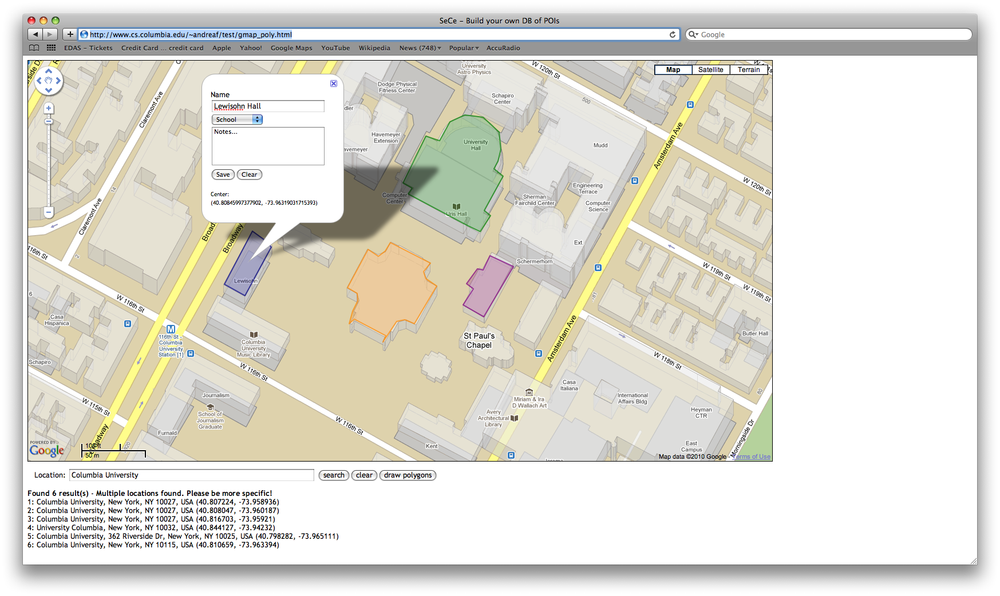 SeCe – Build your own DB of POIs
http://www.cs.columbia.edu/~andreaf/test/gmap_poly.html
Google
EDAS – Tickets
Credit Card ... credit card
Apple
Yahoo!
Google Maps
YouTube
Wikipedia
News (748)
Popular
AccuRadio
Map
Satellite
Terrain
Name
Lewisohn Hall
School
Notes...
Save
Clear
Center:
(40.80845997377902, -73.96319031715393)
University
Astro Physics
Dodge Physical
Fitness Center
Schapiro
Center
W 120th St
500
Claremont Ave
Havemeyer
Extension
University
Hall
Mudd
Amsterdam Ave
W 120th St
Engineering
Terrace
Computer
Science
Sherman
Fairchild Center
Computer
Center
Uris Hall
14
Claremont Ave
2
Broadway
Ext.
Schermerhorn
116th St
W 119th St
W 119th St
Lewisohn
W 116th St
6
Casa
Hispanica
116th St -
Columbia
University
Station [1]
Columbia
University
Music Library
St Paul's
Chapel
Amsterdam Ave
Butler Hall
Schapiro
W 116th St
W 118th St
Casa
Italiana
International
Affairs Bldg
Miriam & Ira
D Wallach Art
Avery
Architectural
Library
Heyman
CTR
80
Journalism
School of
Journalism
Graduate
W 115th St
W 116th St
Furnald
Kent
East
Campus
Morningside Dr
POWERED BY
Google
100 ft
50 m
Map data ©2010 Google - Terms of Use
Location:
Columbia University
search
clear
draw polygons
Found 6 result(s) - Multiple locations found. Please be more specific!
1: Columbia University, New York, NY 10027, USA (40.807224, -73.958936)
2: Columbia University, New York, NY 10027, USA (40.808047, -73.960187)
3: Columbia University, New York, NY 10027, USA (40.816703, -73.95921)
4: University Columbia, New York, NY 10032, USA (40.844127, -73.94232)
5: Columbia University, 362 Riverside Dr, New York, NY 10025, USA (40.798282, -73.965111)
6: Columbia University, New York, NY 10115, USA (40.810659, -73.963394)